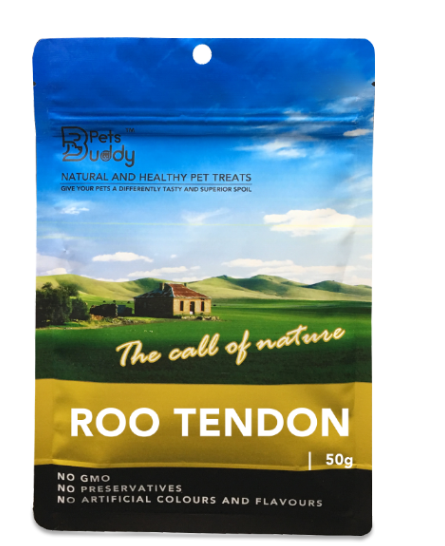 Pets TM
Buddy
NATURAL AND HEALTHY PET TREATS
GIVE YOUR PETS A DIFFERENTLY TASTY AND SUPERIOR SPOIL
The call of nature
ROO TENDON
| 50g
NO GMO
NO PRESERVATIVES
NO ARTIFICIAL COLOURS AND FLAVOURS